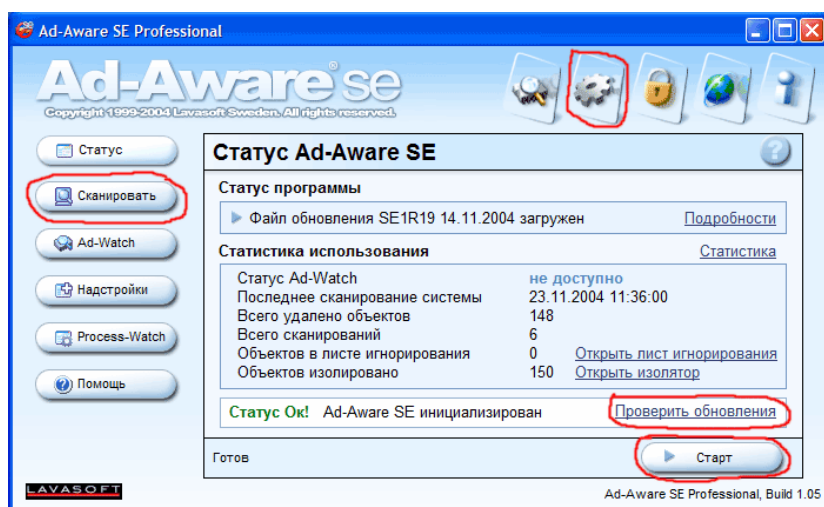 Ad-Aware SE Professional
Ad-Aware se
Copyright 1999-2004 Lavasoft Sweden. All rights reserved.
Статус
Сканировать
Ad-Watch
Надстройки
Process-Watch
Помощь
Статус Ad-Aware SE
Статус программы
Файл обновления SE1R19 14.11.2004 загружен Подробности
Статистика использования Статистика
Статус Ad-Watch не доступно
Последнее сканирование системы 23.11.2004 11:36:00
Всего удалено объектов 148
Всего сканирований 6
Объектов в листе игнорирования 0 Открыть лист игнорирования
Объектов изолировано 150 Открыть изолятор
Статус Ок! Ad-Aware SE инициализирован Проверить обновления
Готов Старт
LAVASOFT Ad-Aware SE Professional, Build 1.05